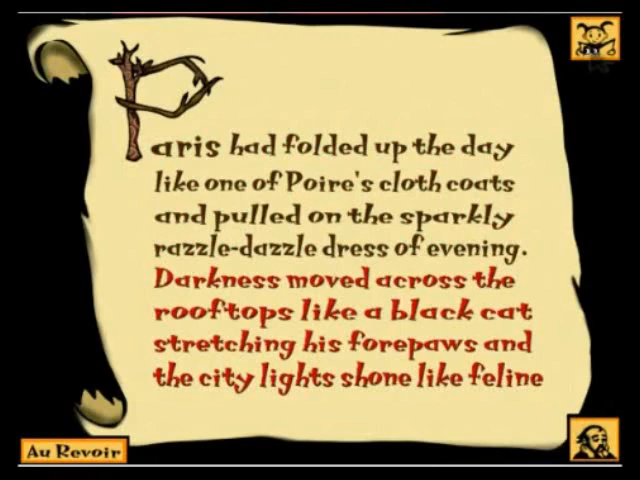 Paris had folded up the day
like one of Poire's cloth coats
and pulled on the sparkly
razzle-dazzle dress of evening.
Darkness moved across the
rooftops like a black cat
stretching his forepaws and
the city lights shone like feline
Au Revoir